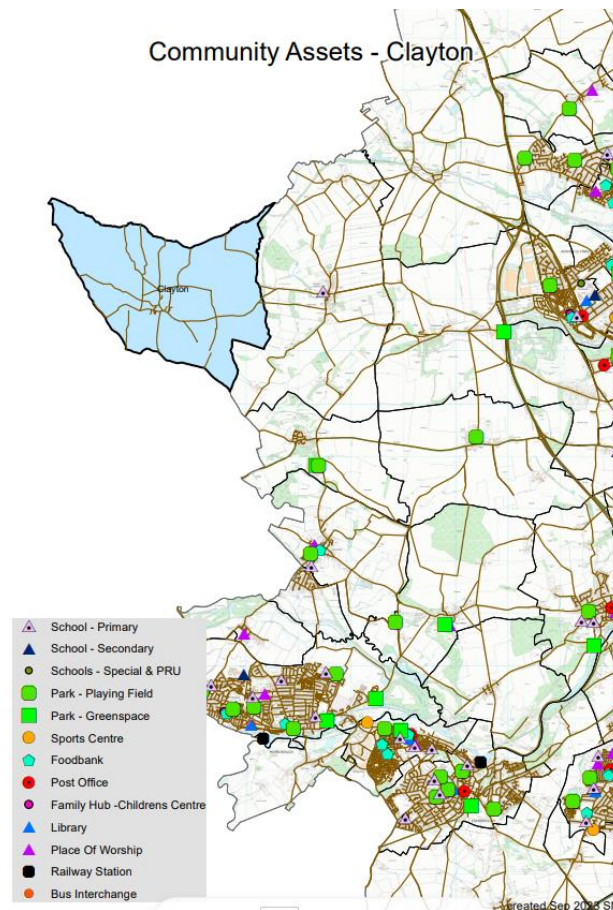 Community Assets - Clayton
Clayton
School - Primary
School - Secondary
Schools - Special & PRU
Park - Playing Field
Park - Greenspace
Sports Centre
Foodbank
Post Office
Family Hub -Childrens Centre
Library
Place Of Worship
Railway Station
Bus Interchange
created Sep 2023